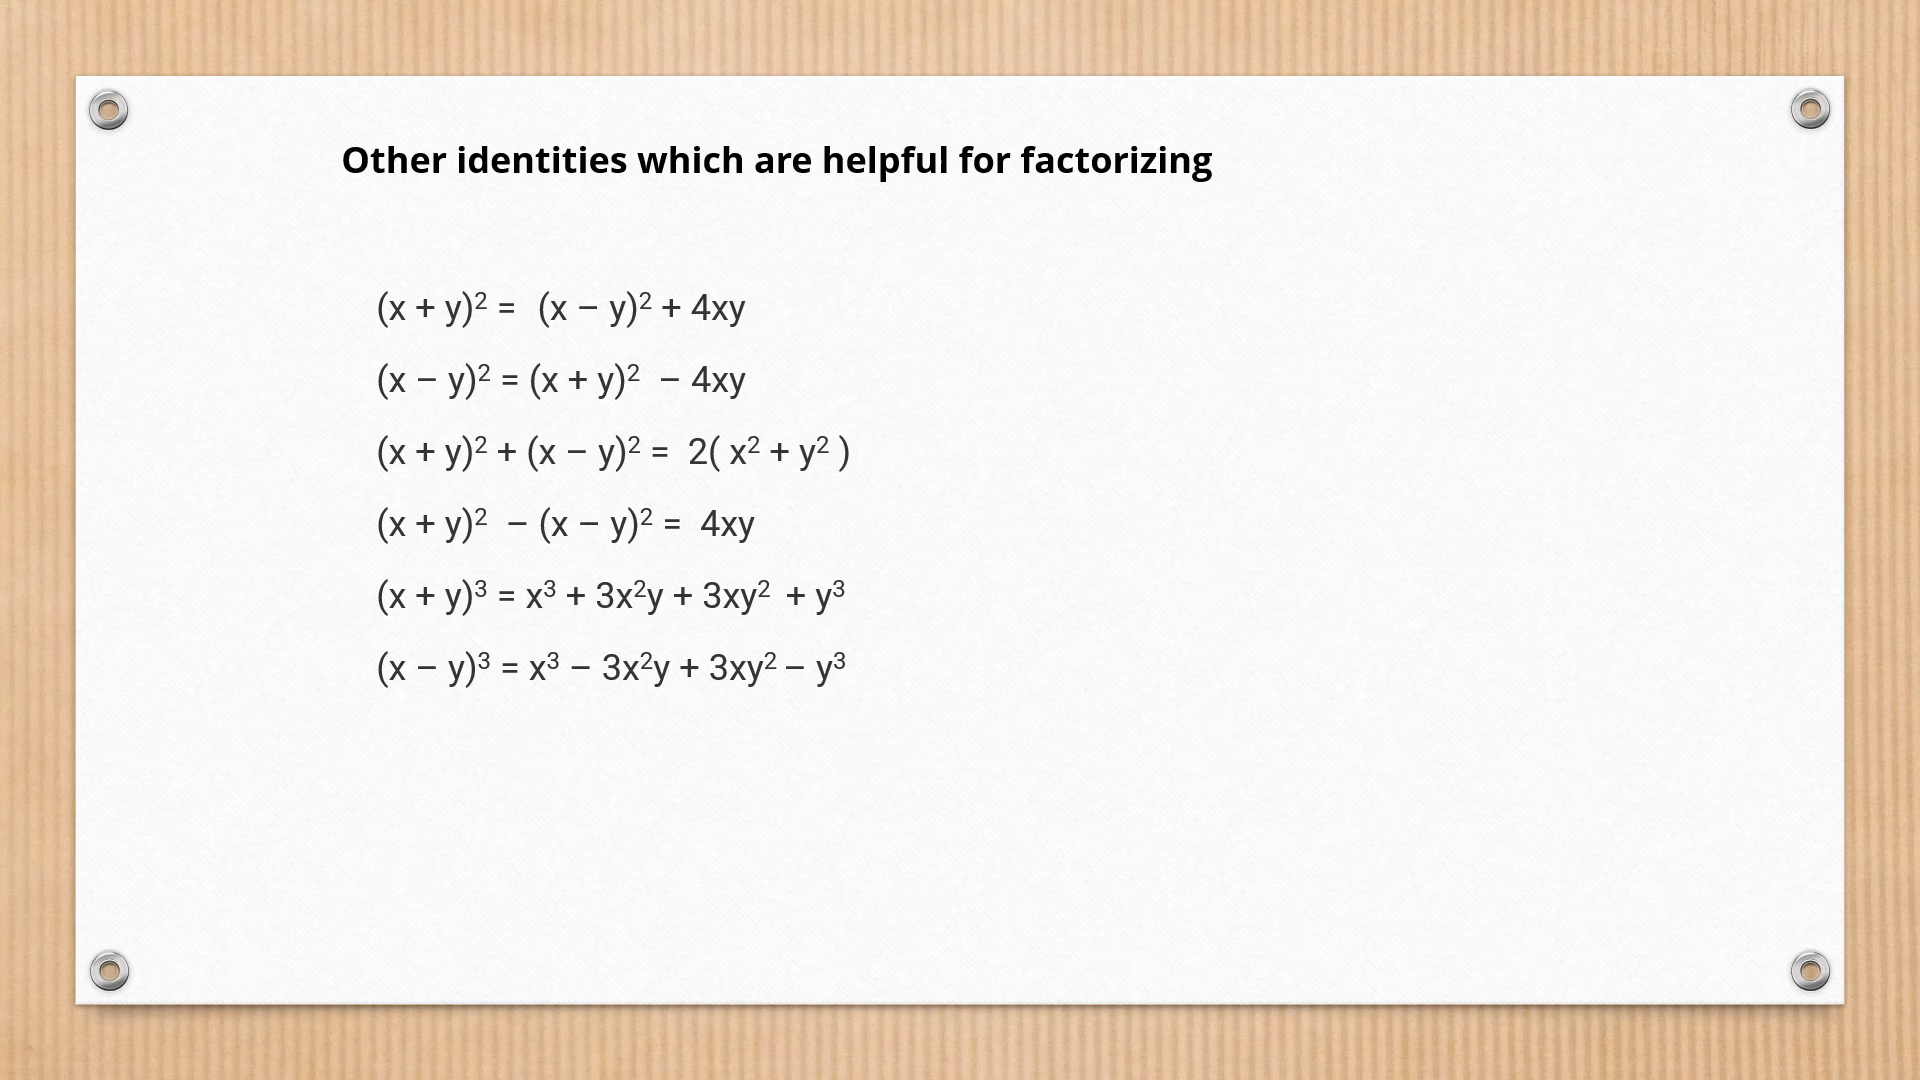 Other identities which are helpful for factorizing
(x + y)² = (x − y)² + 4xy
(x − y)² = (x + y)² − 4xy
(x + y)² + (x − y)² = 2( x² + y² )
(x + y)² − (x − y)² = 4xy
(x + y)³ = x³ + 3x²y + 3xy² + y³
(x − y)³ = x³ − 3x²y + 3xy² − y³